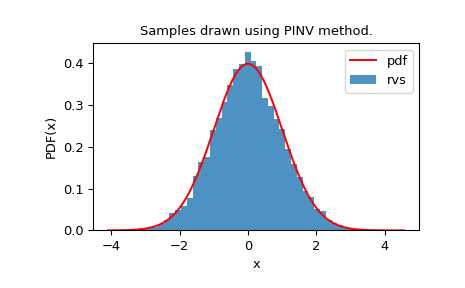 Samples drawn using PINV method.
pdf
rvs
PDF(x)
0.4
0.3
0.2
0.1
0.0
−4
−2
0
2
4
x